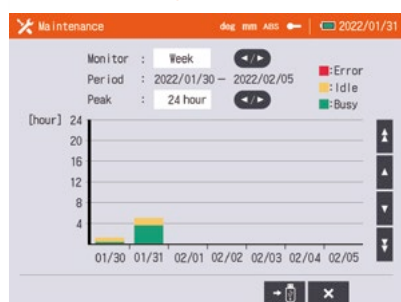 Maintenance deg mm ABS 2022/01/31
Monitor : Week ◀/▶
Period : 2022/01/30 – 2022/02/05
Peak : 24 hour ◀/▶
■:Error
■:Idle
■:Busy
[hour] 24
20
16
12
8
4
01/30 01/31 02/01 02/02 02/03 02/04 02/05